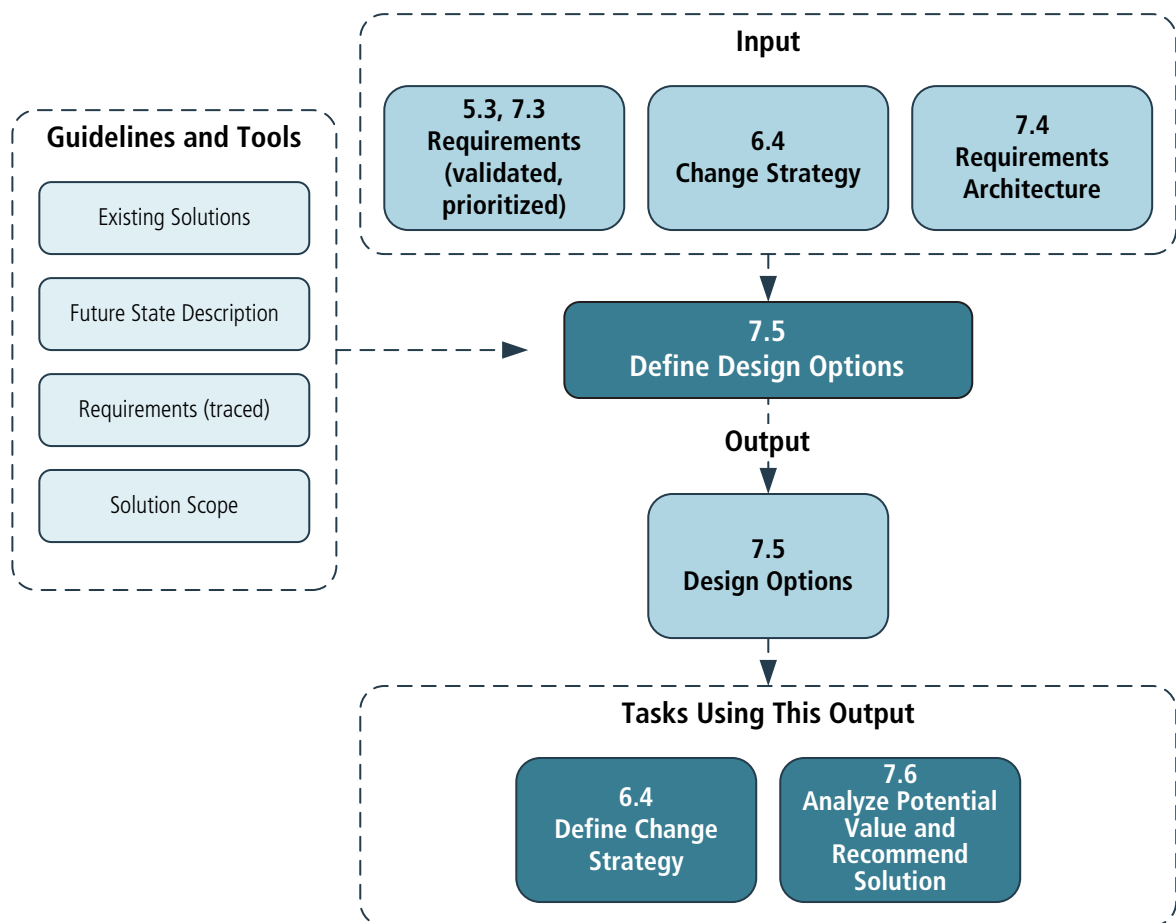 Input
5.3, 7.3
Requirements
(validated,
prioritized)
6.4
Change Strategy
7.4
Requirements
Architecture
Guidelines and Tools
Existing Solutions
Future State Description
Requirements (traced)
Solution Scope
7.5
Define Design Options
Output
7.5
Design Options
Tasks Using This Output
6.4
Define Change
Strategy
7.6
Analyze Potential
Value and
Recommend
Solution